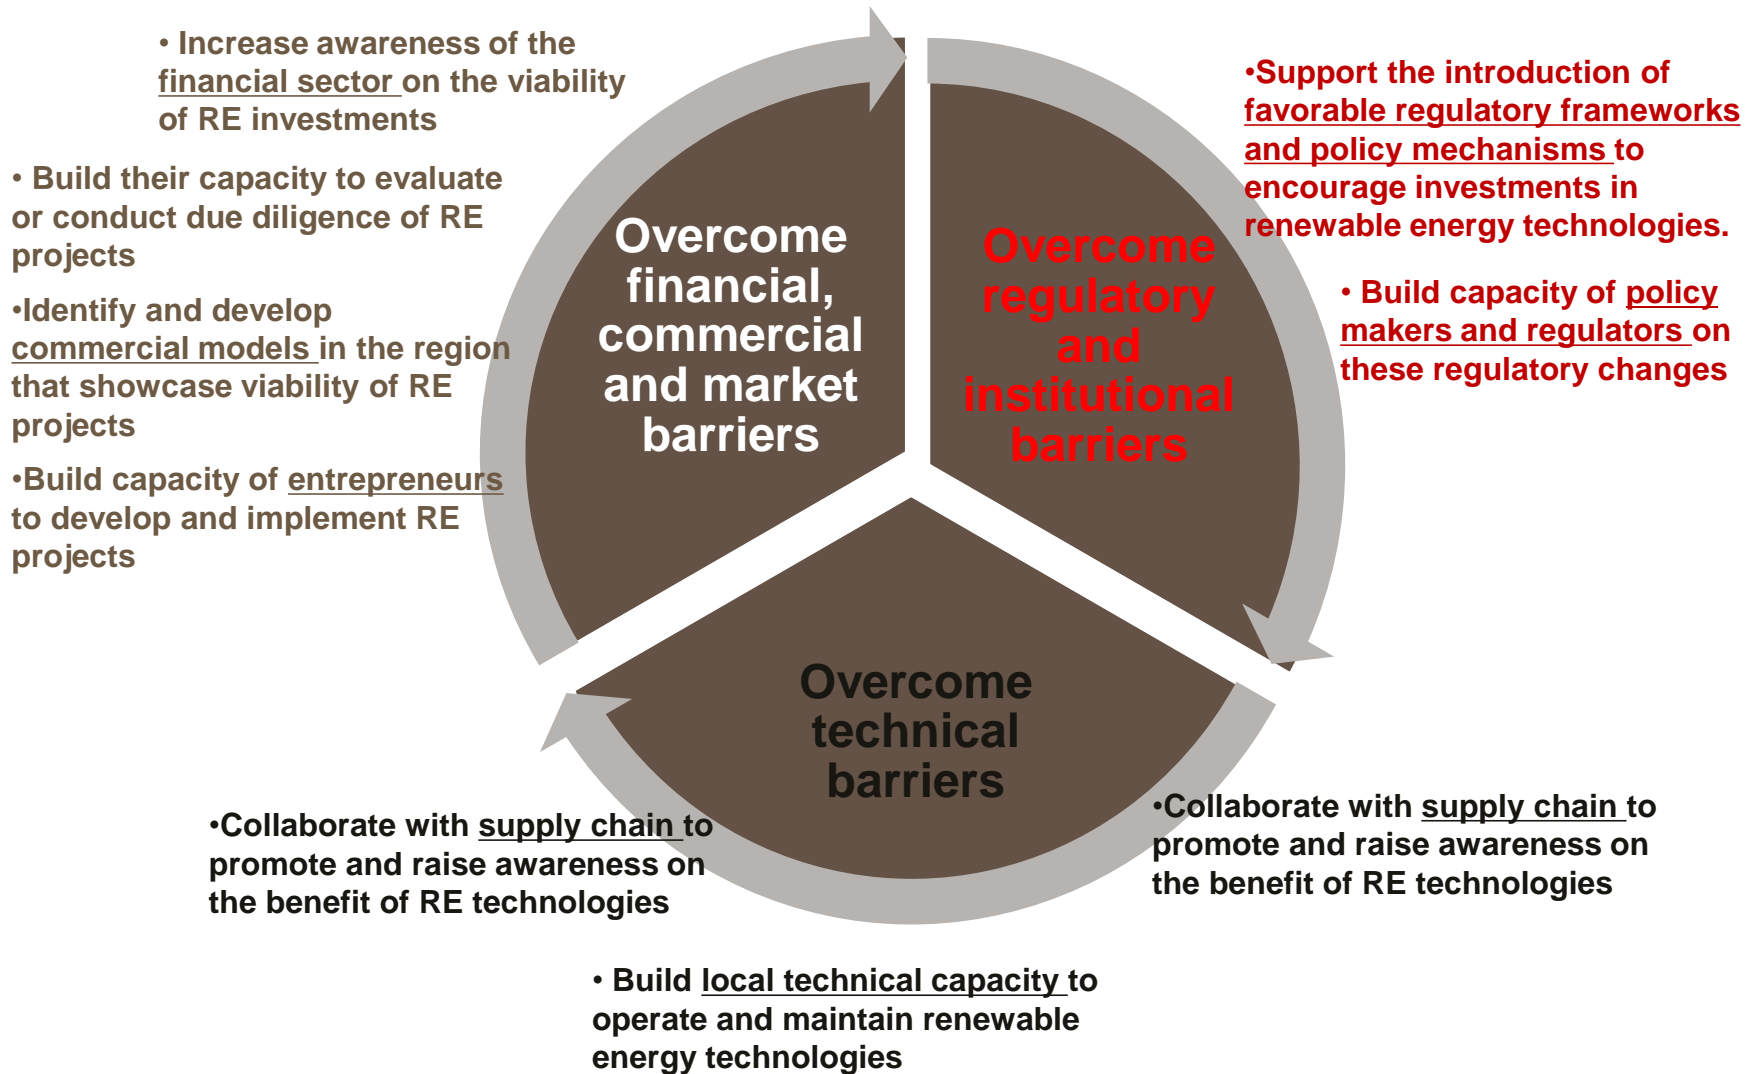 • Increase awareness of the
financial sector on the viability
of RE investments
• Build their capacity to evaluate
or conduct due diligence of RE
projects
•Identify and develop
commercial models in the region
that showcase viability of RE
projects
•Build capacity of entrepreneurs
to develop and implement RE
projects
Overcome
financial,
commercial
and market
barriers
Overcome
regulatory
and
institutional
barriers
•Support the introduction of
favorable regulatory frameworks
and policy mechanisms to
encourage investments in
renewable energy technologies.
• Build capacity of policy
makers and regulators on
these regulatory changes
Overcome
technical
barriers
•Collaborate with supply chain to
promote and raise awareness on
the benefit of RE technologies
•Collaborate with supply chain to
promote and raise awareness on
the benefit of RE technologies
• Build local technical capacity to
operate and maintain renewable
energy technologies